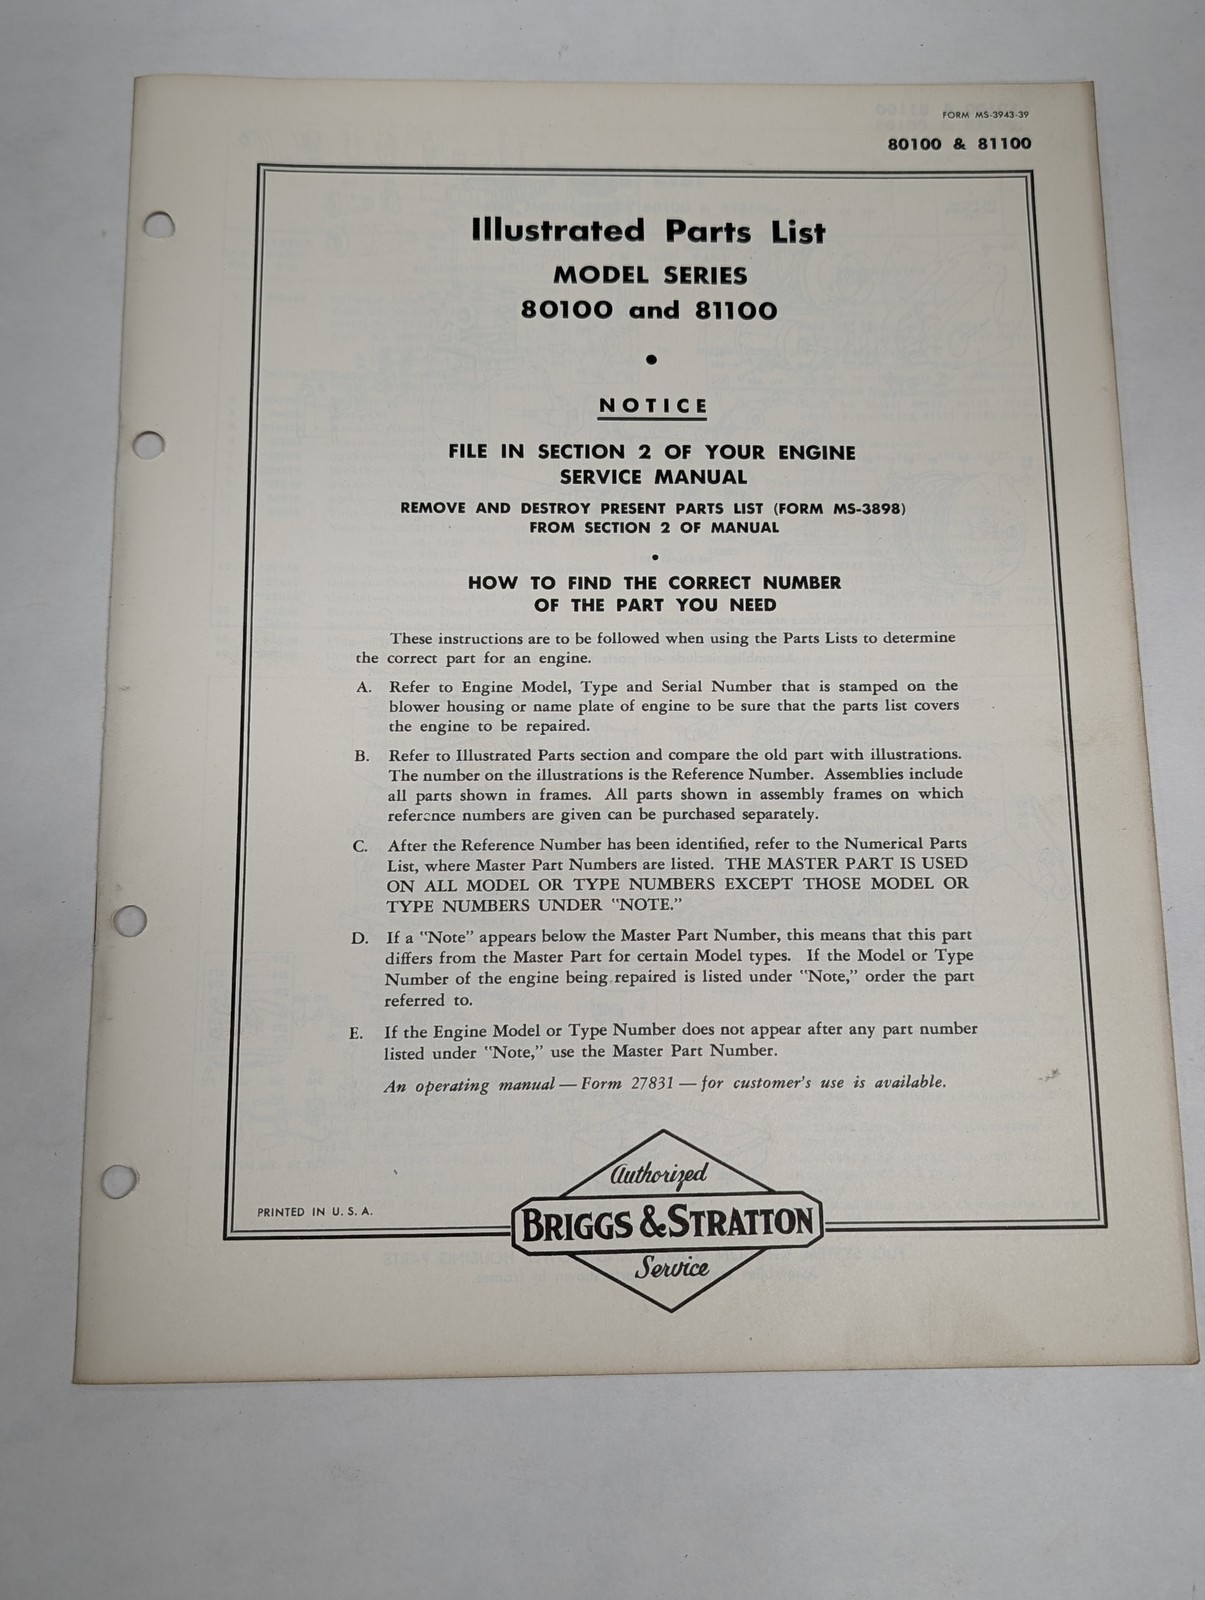 FORM MS-3943-39
80100 & 81100
Illustrated Parts List
MODEL SERIES
80100 and 81100
•
NOTICE
FILE IN SECTION 2 OF YOUR ENGINE
SERVICE MANUAL
REMOVE AND DESTROY PRESENT PARTS LIST (FORM MS-3898)
FROM SECTION 2 OF MANUAL
•
HOW TO FIND THE CORRECT NUMBER
OF THE PART YOU NEED
These instructions are to be followed when using the Parts Lists to determine
the correct part for an engine.
A. Refer to Engine Model, Type and Serial Number that is stamped on the
blower housing or name plate of engine to be sure that the parts list covers
the engine to be repaired.
B. Refer to Illustrated Parts section and compare the old part with illustrations.
The number on the illustrations is the Reference Number. Assemblies include
all parts shown in frames. All parts shown in assembly frames on which
reference numbers are given can be purchased separately.
C. After the Reference Number has been identified, refer to the Numerical Parts
List, where Master Part Numbers are listed. THE MASTER PART IS USED
ON ALL MODEL OR TYPE NUMBERS EXCEPT THOSE MODEL OR
TYPE NUMBERS UNDER "NOTE."
D. If a "Note" appears below the Master Part Number, this means that this part
differs from the Master Part for certain Model types. If the Model or Type
Number of the engine being repaired is listed under "Note," order the part
referred to.
E. If the Engine Model or Type Number does not appear after any part number
listed under "Note," use the Master Part Number.
An operating manual — Form 27831 — for customer's use is available.
Authorized
BRIGGS & STRATTON
Service
PRINTED IN U. S. A.